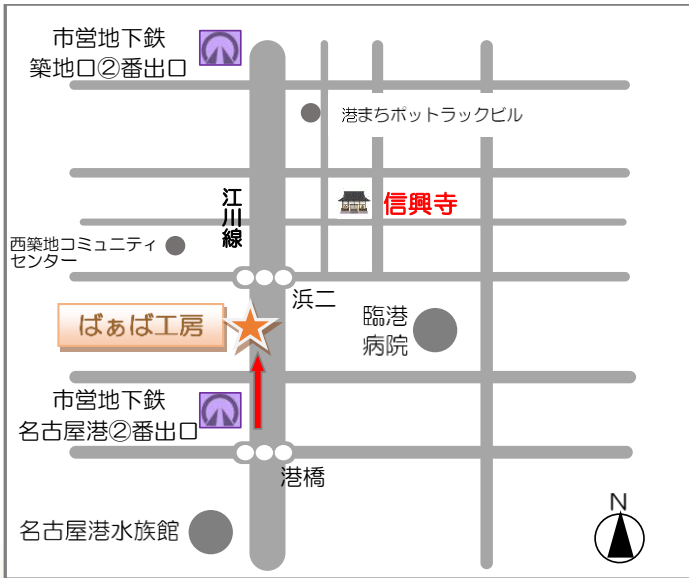 市営地下鉄
築地口②番出口
港まちポットラックビル
江川線
信興寺
西築地コミュニティ
センター
浜二
ばぁば工房
臨港
病院
市営地下鉄
名古屋港②番出口
港橋
名古屋港水族館
N